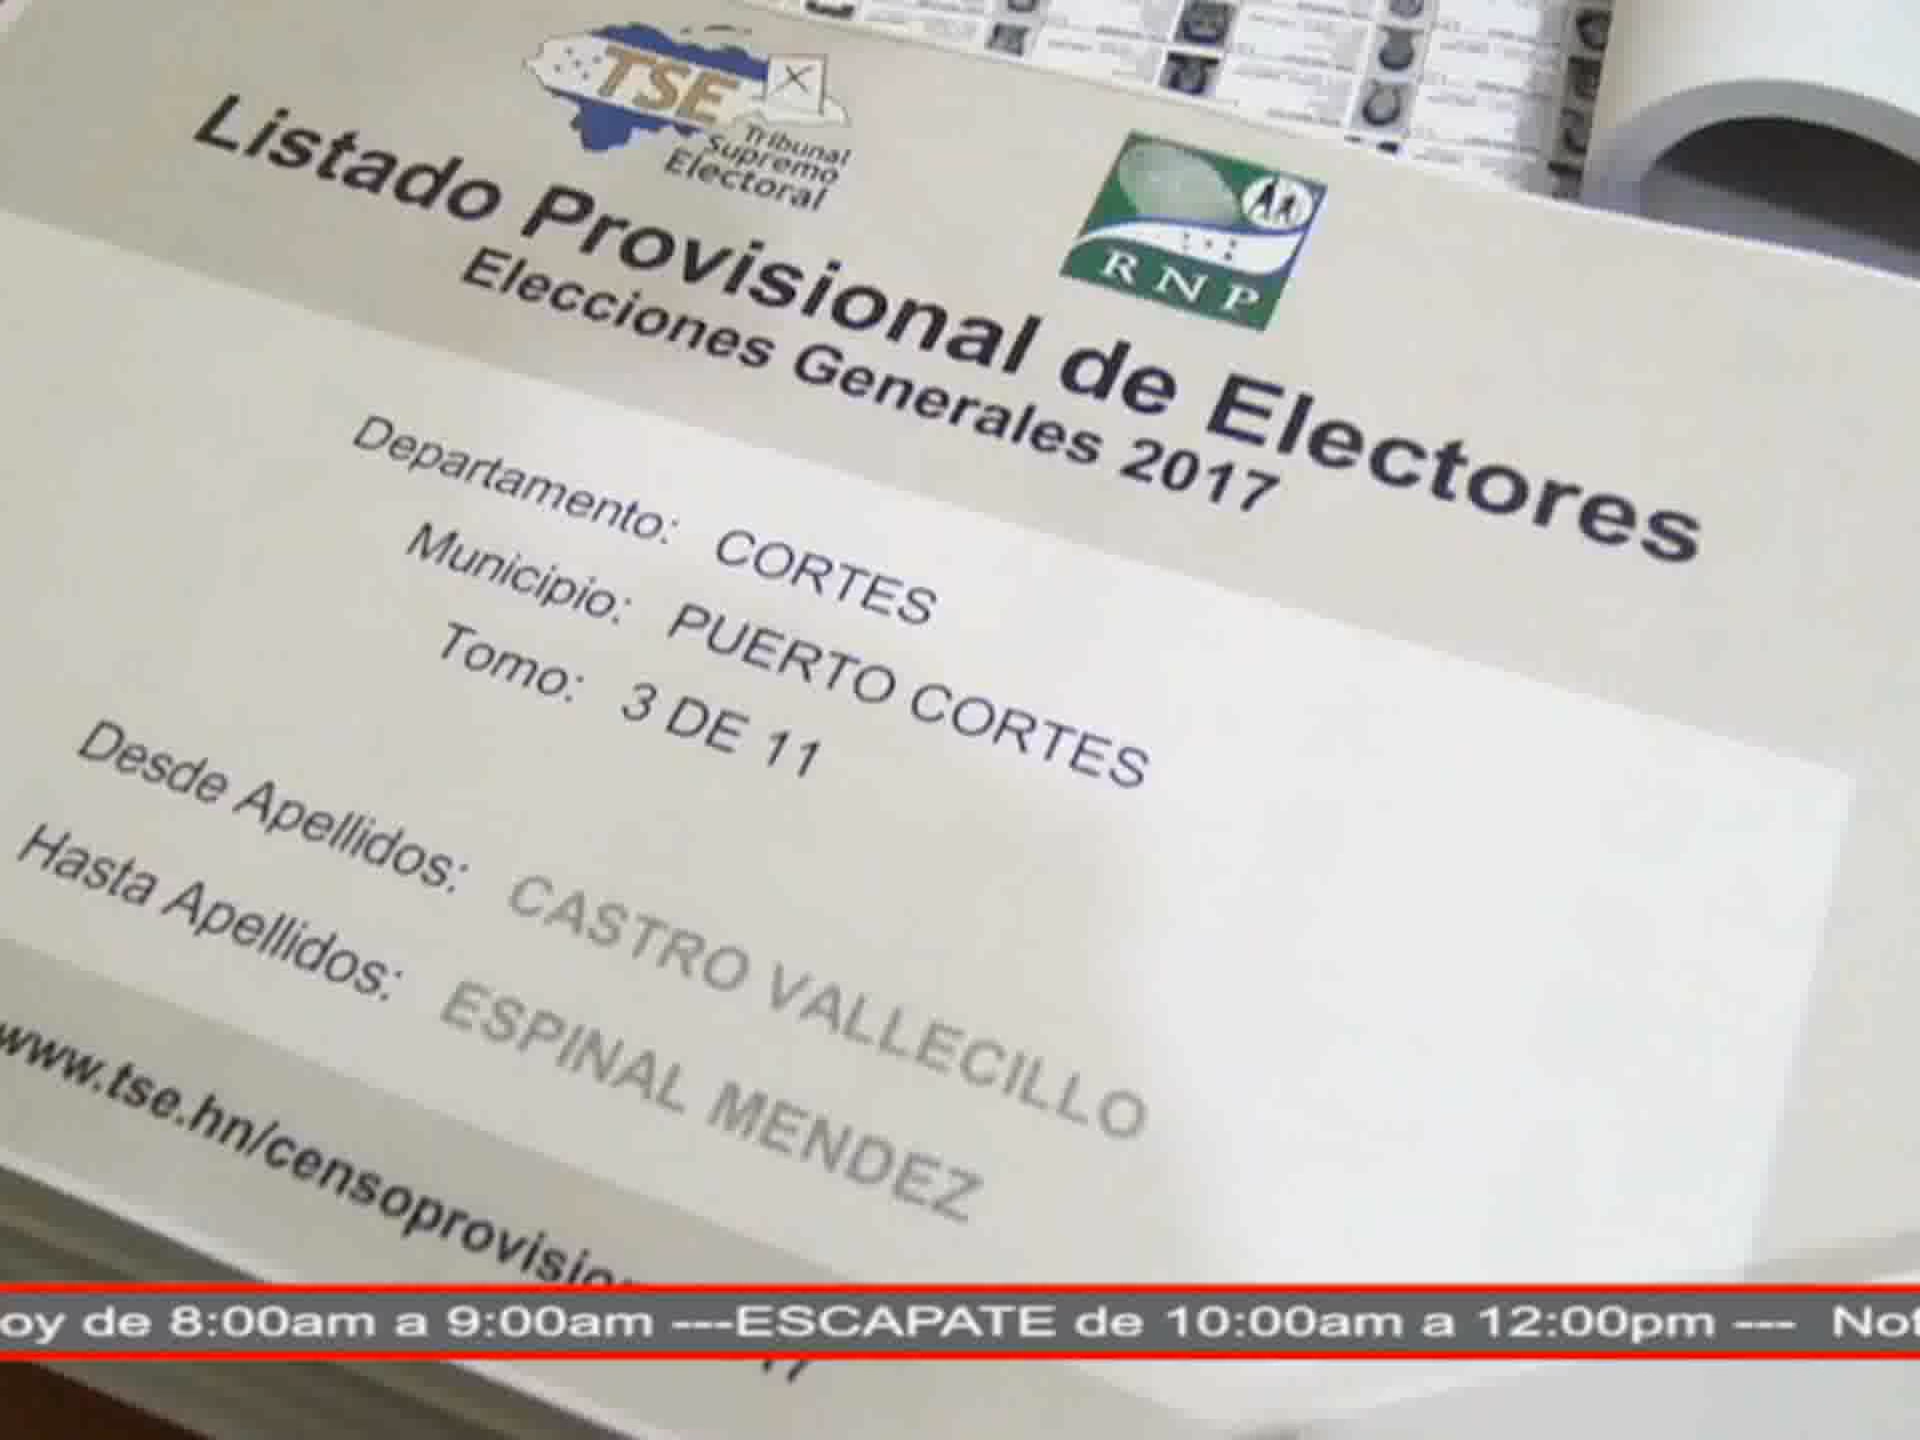 TSE
Tribunal
Supremo
Electoral
RNP
Listado Provisional de Electores
Elecciones Generales 2017
Departamento: CORTES
Municipio: PUERTO CORTES
Tomo: 3 DE 11
Desde Apellidos: CASTRO VALLECILLO
Hasta Apellidos: ESPINAL MENDEZ
www.tse.hn/censoprovisio
oy de 8:00am a 9:00am ---ESCAPATE de 10:00am a 12:00pm --- Not